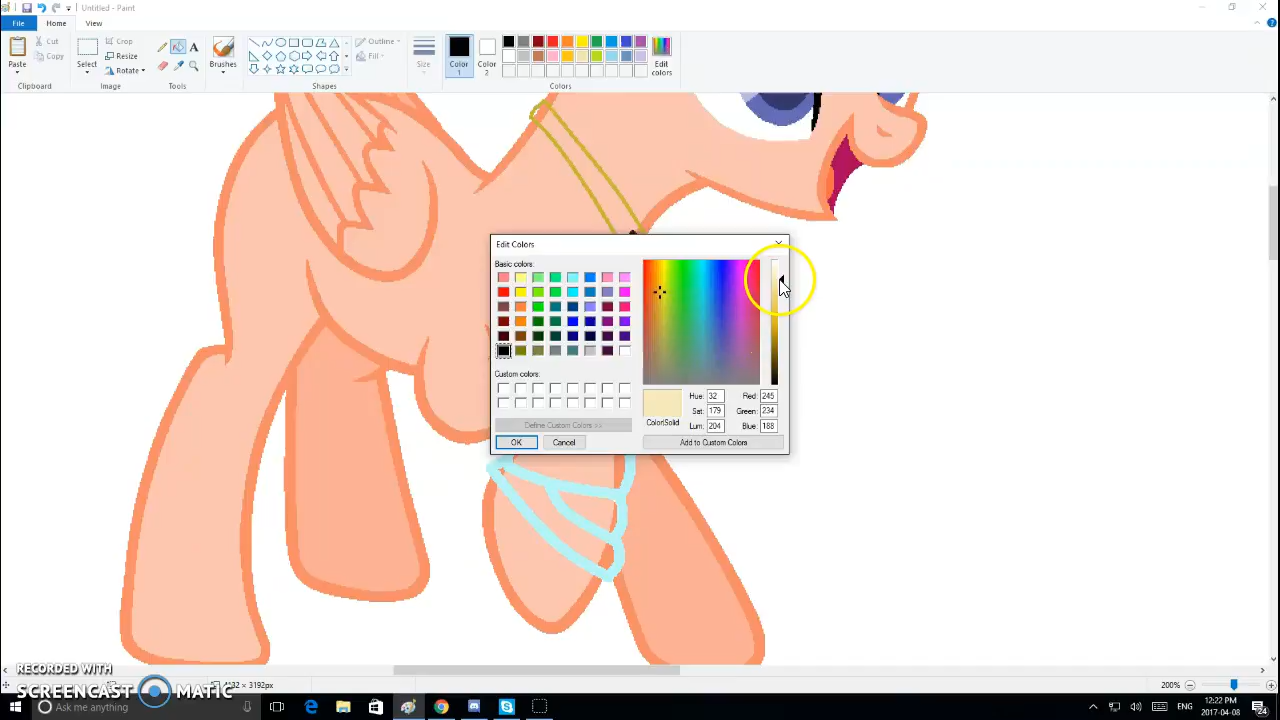 Untitled - Paint
File Home View
Paste
Cut
Copy
Clipboard
Select
Crop
Resize
Rotate
Image
A
Tools
Brushes
Outline
Fill
Shapes
Size
Color 1
Color 2
Edit colors
Colors
Edit Colors
Basic colors:
Custom colors:
Define Custom Colors >>
OK Cancel
Color|Solid
Hue: 32 Red: 245
Sat: 179 Green: 234
Lum: 204 Blue: 188
Add to Custom Colors
RECORDED WITH
SCREENCAST MATIC
3192px
200%
Ask me anything
ENG
12:22 PM
2017-04-08
24